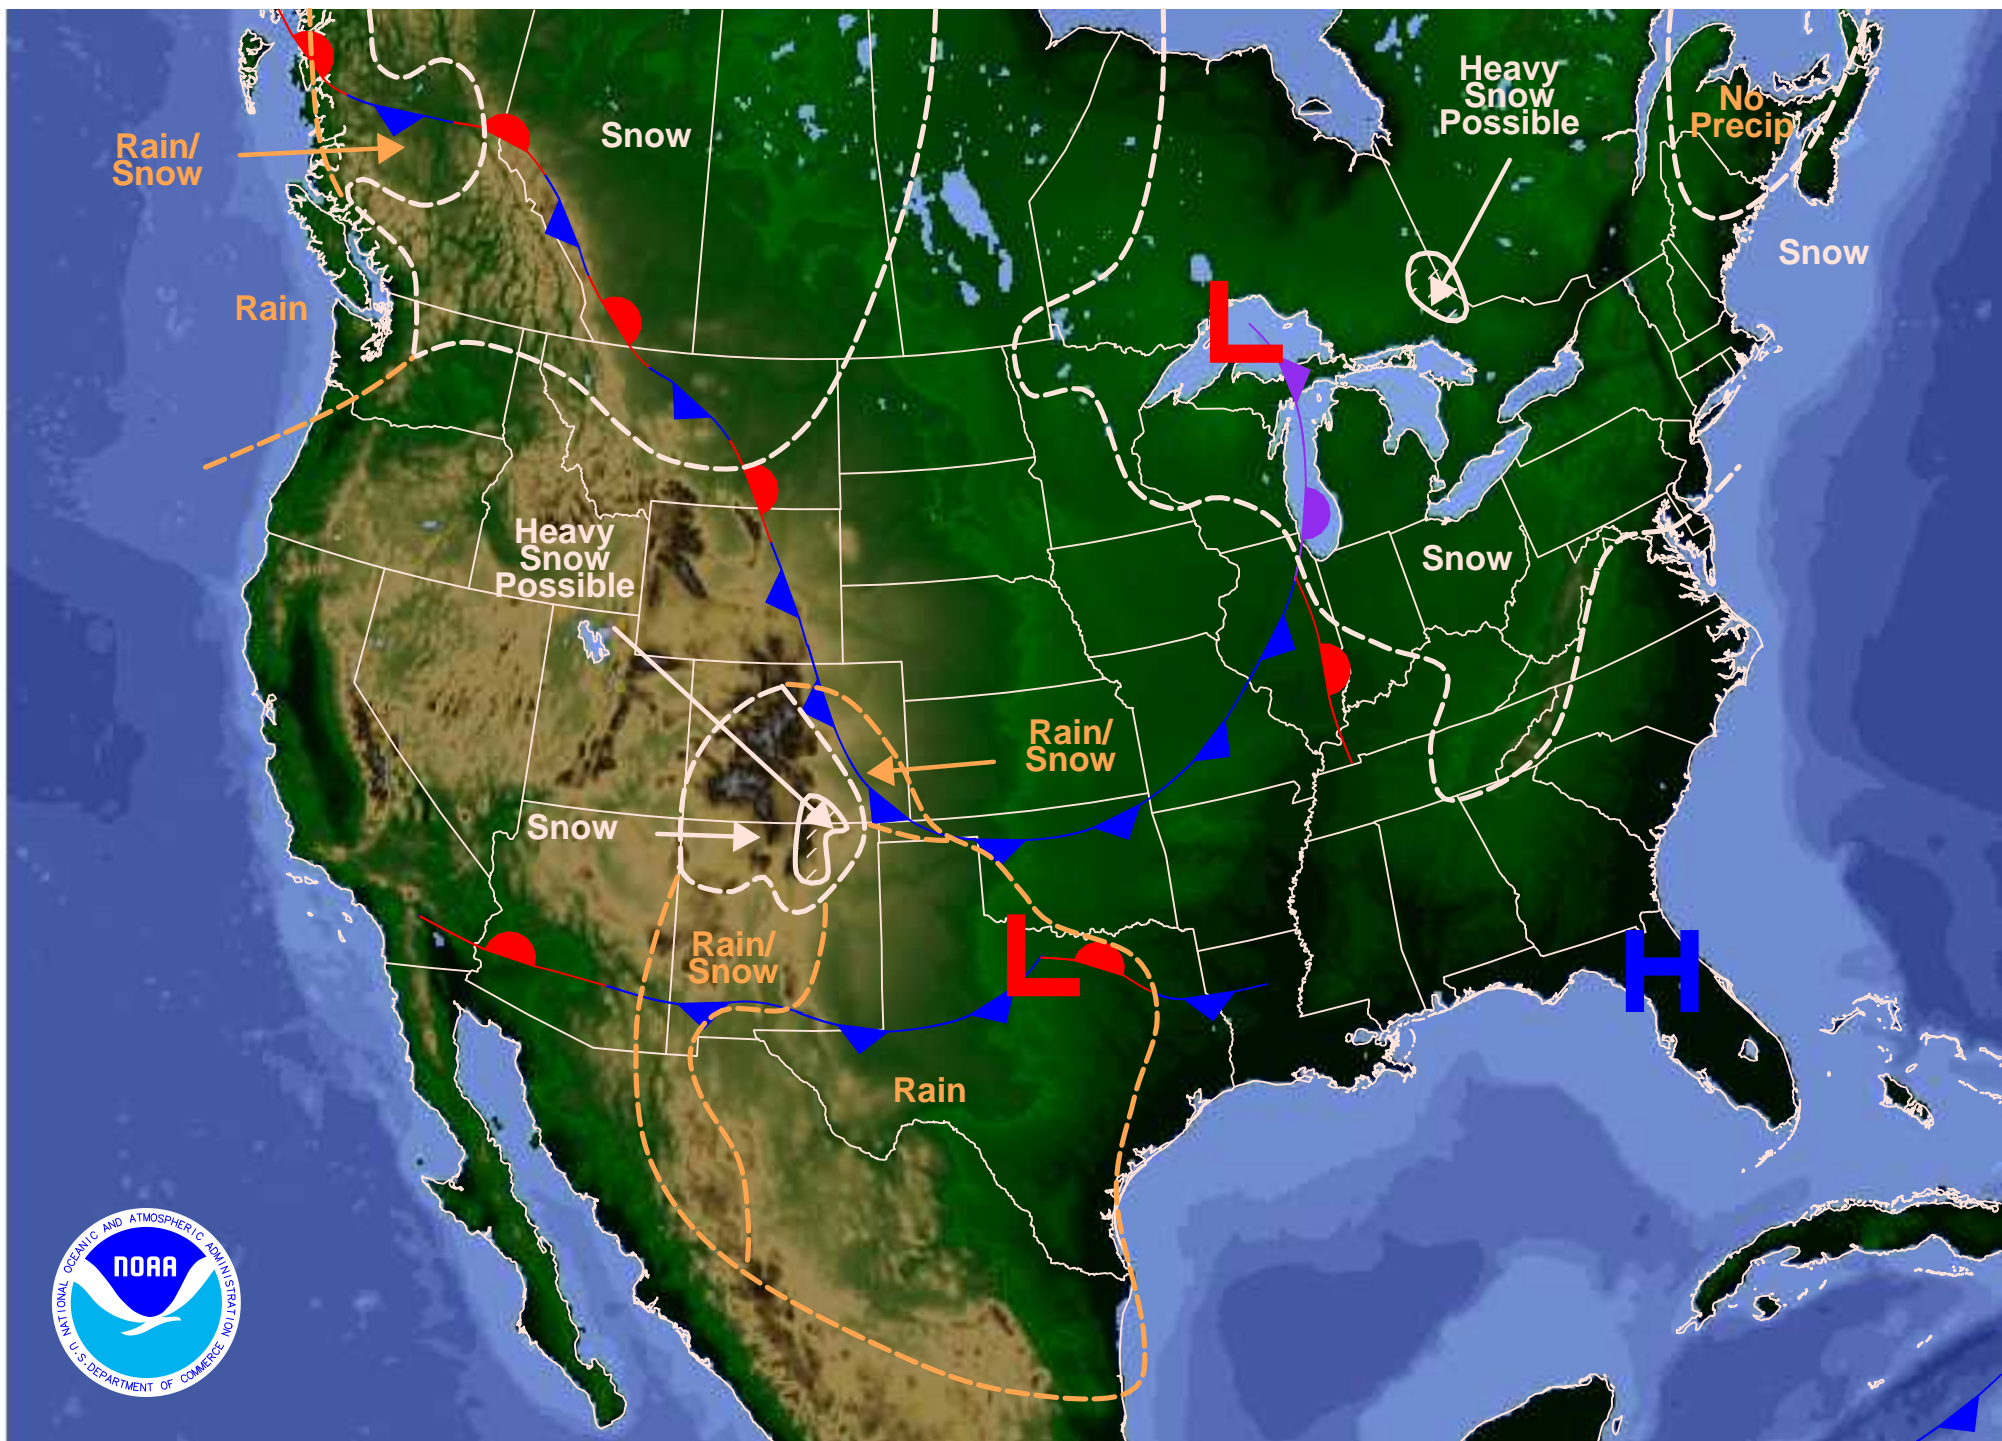 Heavy
Snow
Possible
No
Precip
Rain/
Snow
Snow
Snow
Rain
L
Heavy
Snow
Possible
Snow
Rain/
Snow
Snow
Rain/
Snow
L
H
Rain
NATIONAL OCEANIC AND ATMOSPHERIC ADMINISTRATION
NOAA
U.S. DEPARTMENT OF COMMERCE